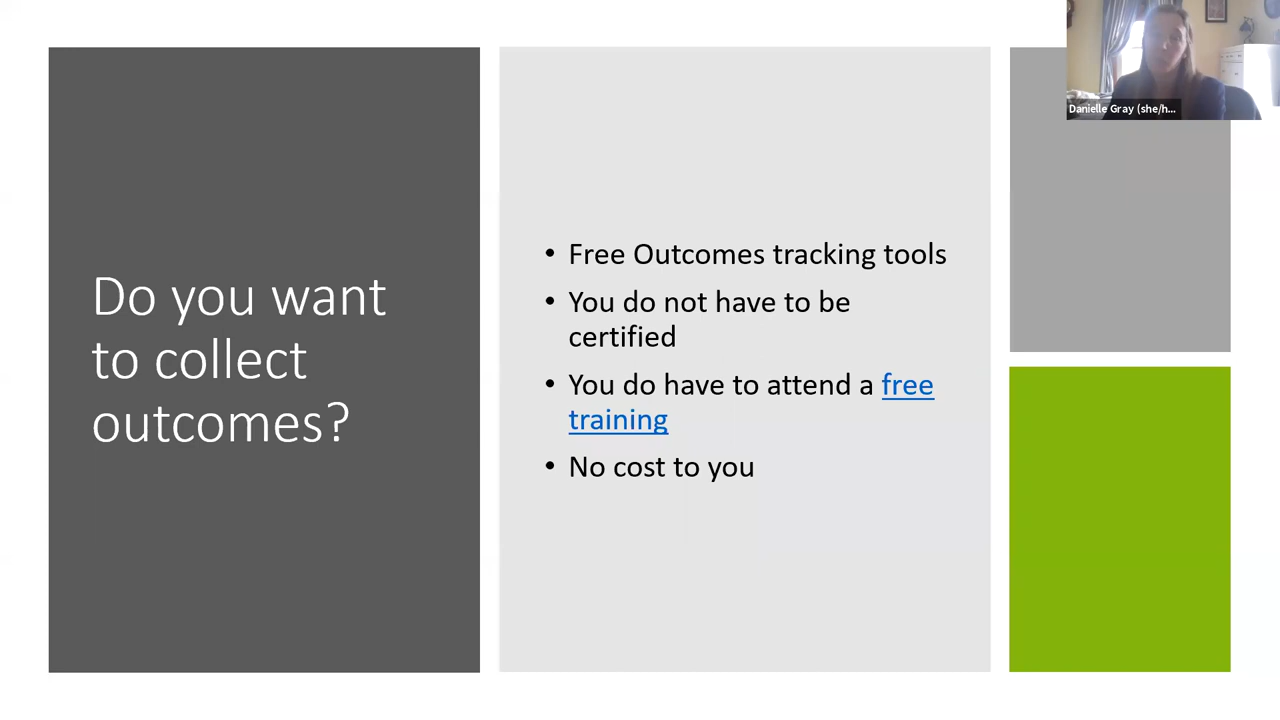 Danielle Gray (she/h...
Do you want
to collect
outcomes?
• Free Outcomes tracking tools
• You do not have to be
certified
• You do have to attend a free
training
• No cost to you